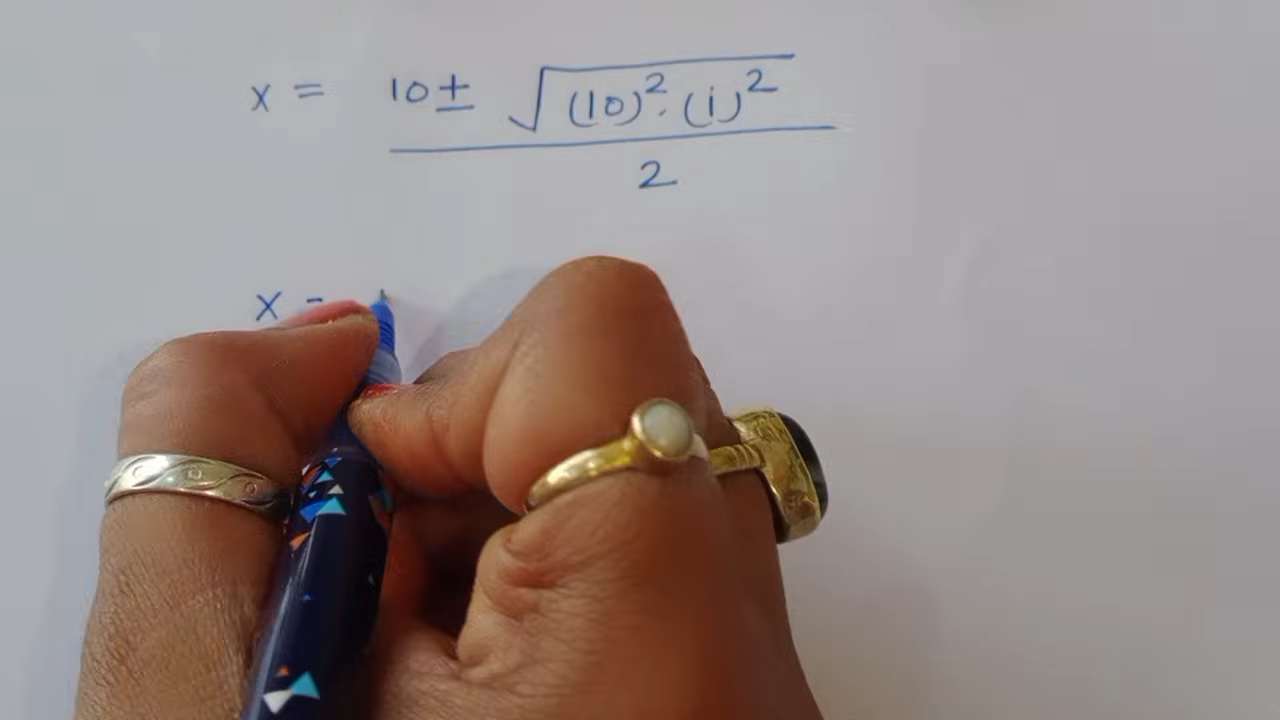 x = 10 ± √(10)² · (i)²
2
x =